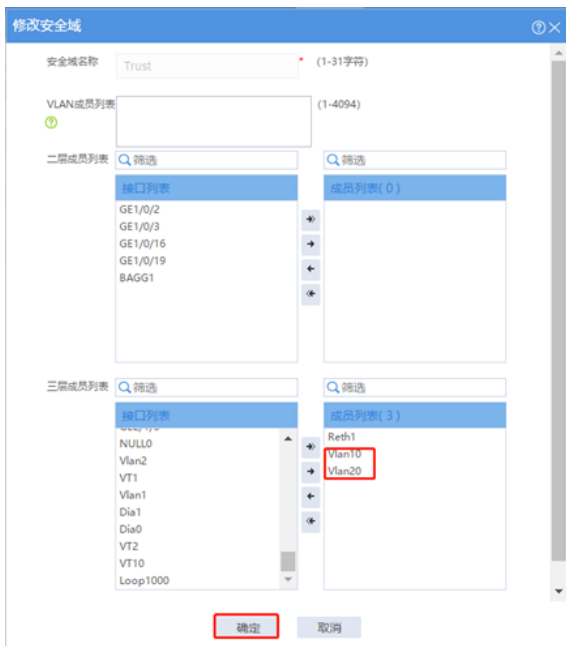 修改安全域
安全域名称 Trust * (1-31字符)
VLAN成员列表 (1-4094)
二层成员列表 筛选 筛选
接口列表 成员列表(0)
GE1/0/2
GE1/0/3
GE1/0/16
GE1/0/19
BAGG1
三层成员列表 筛选 筛选
接口列表 成员列表(3)
NULL0
Vlan2
VT1
Vlan1
Dia1
Dia0
VT2
VT10
Loop1000
Reth1
Vlan10
Vlan20
确定 取消